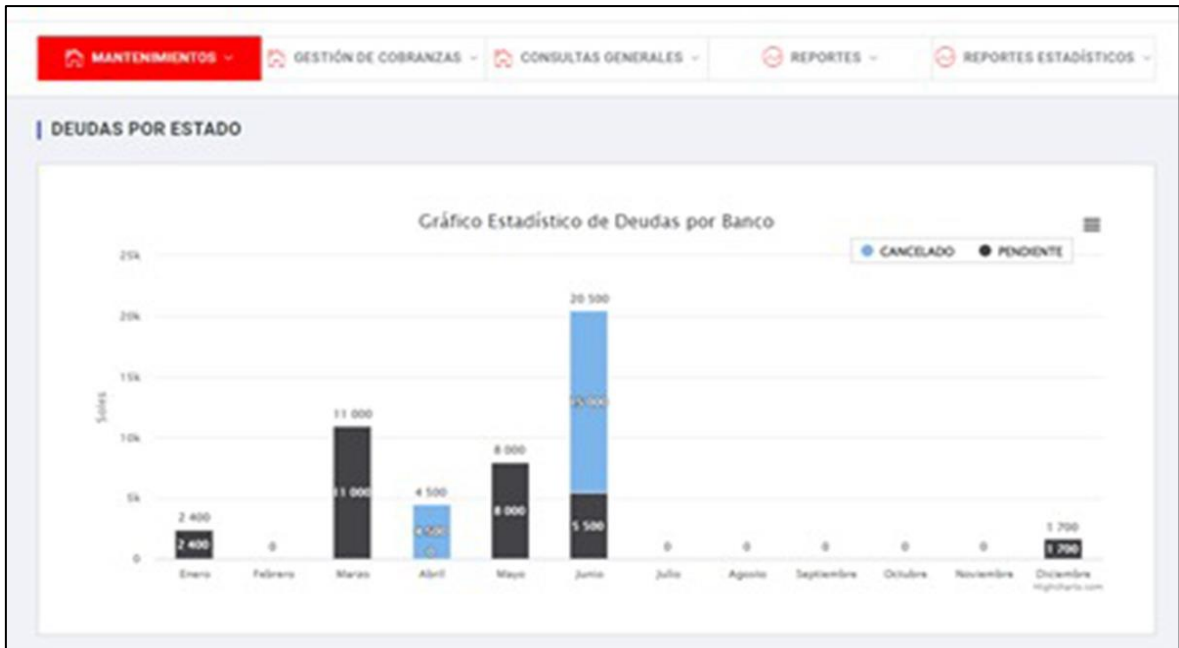 MANTENIMIENTOS GESTIÓN DE COBRANZAS CONSULTAS GENERALES REPORTES REPORTES ESTADÍSTICOS
DEUDAS POR ESTADO
Gráfico Estadístico de Deudas por Banco
CANCELADO PENDIENTE
25k
20 500
20k
15k
Soles
15 000
11 000
10k
8 000
11 000
4 500
5k
8 000
2 400
4 500
5 500
1 700
2 400
0
0
0
0
0
0
0
1 700
0
Enero Febrero Marzo Abril Mayo Junio Julio Agosto Septiembre Octubre Noviembre Diciembre
Highcharts.com